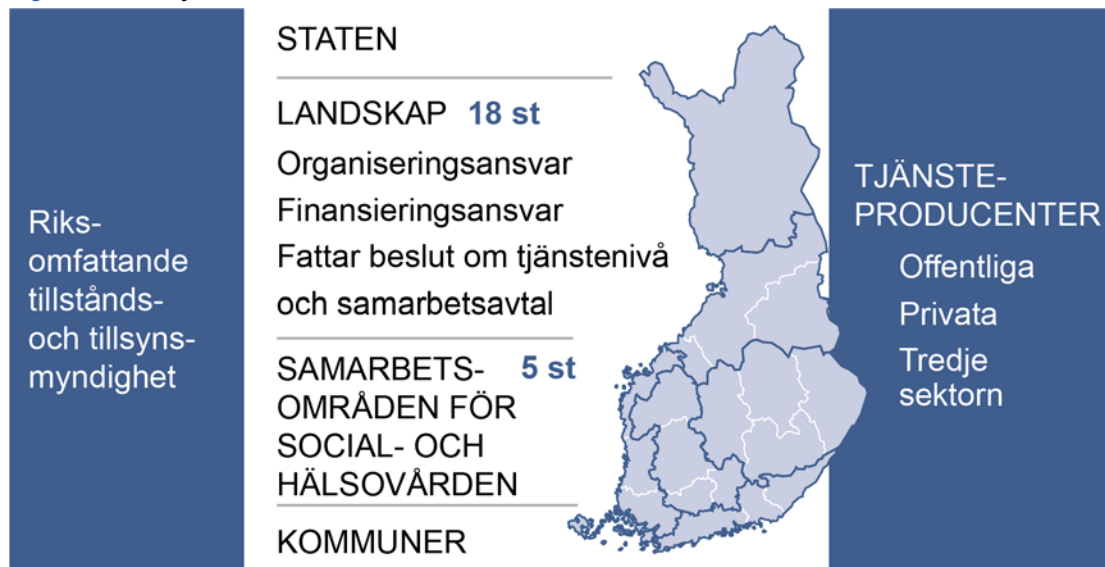 Riks-
omfattande
tillstånds-
och tillsyns-
myndighet
STATEN
LANDSKAP 18 st
Organiseringsansvar
Finansieringsansvar
Fattar beslut om tjänstenivå
och samarbetsavtal
SAMARBETS- 5 st
OMRÅDEN FÖR
SOCIAL- OCH
HÄLSOVÅRDEN
KOMMUNER
TJÄNSTE-
PRODUCENTER
Offentliga
Privata
Tredje
sektorn